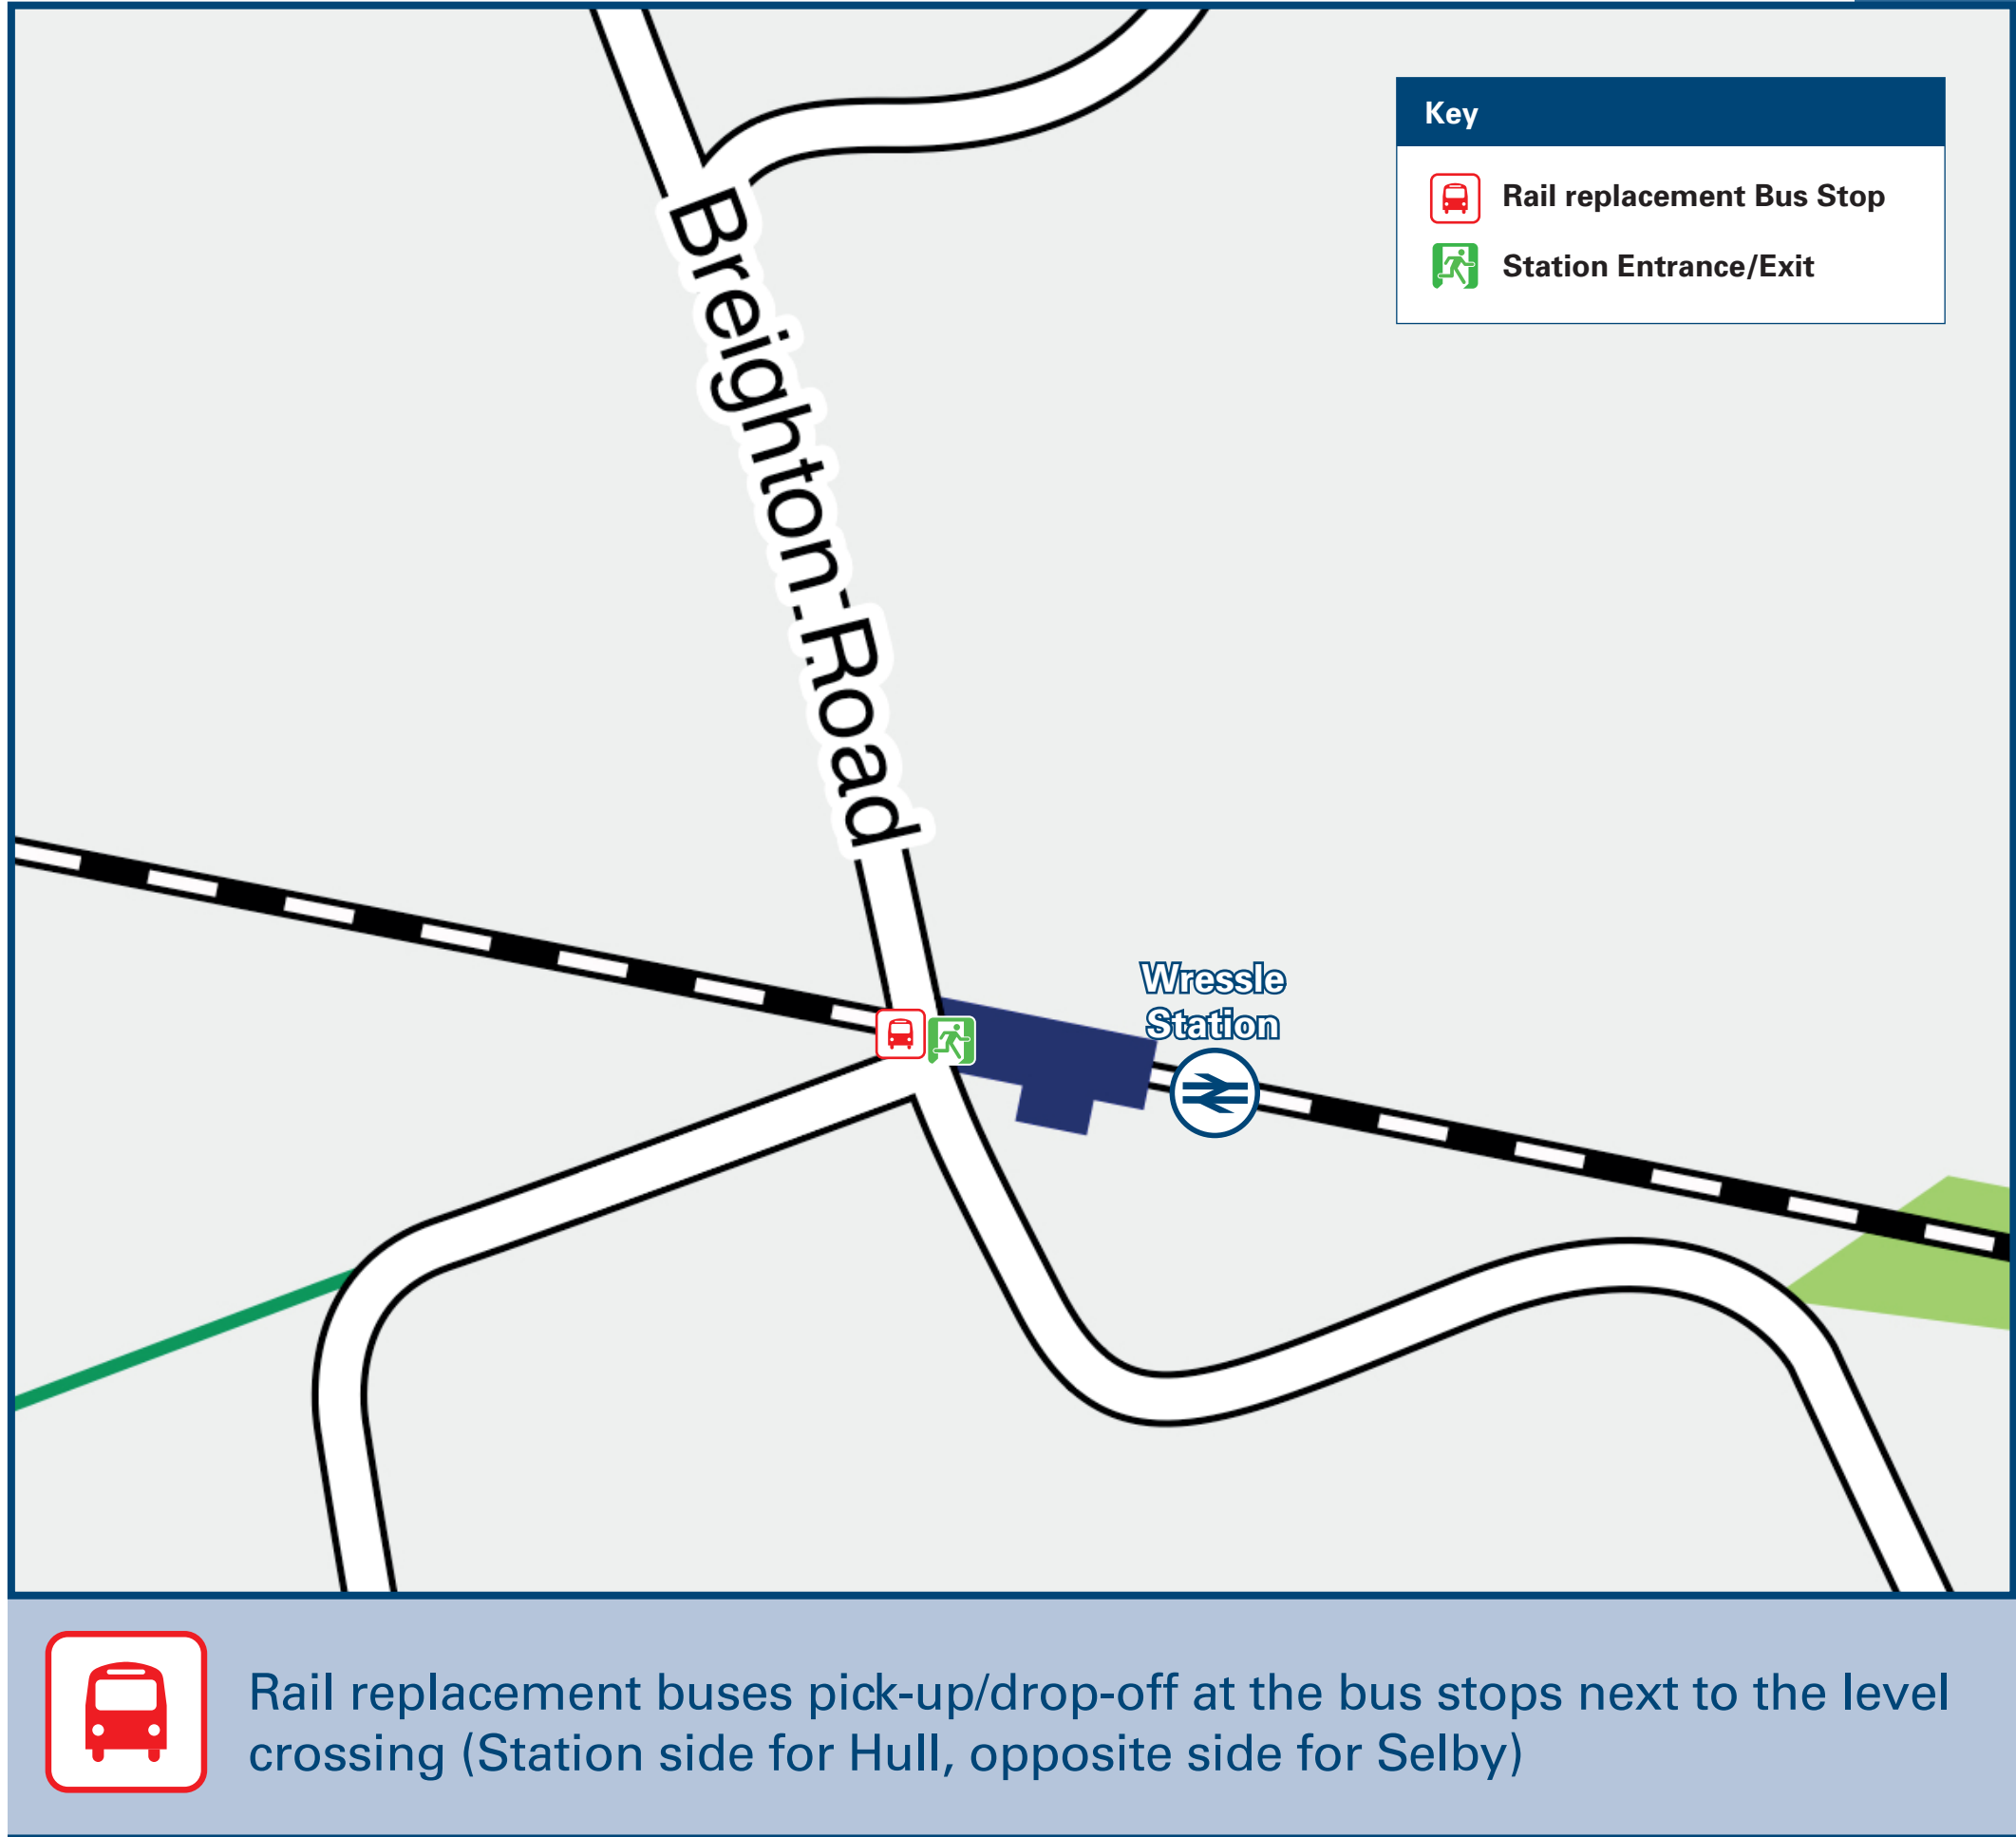 Key
Rail replacement Bus Stop
Station Entrance/Exit
Breighton Road
Wressle
Station
Rail replacement buses pick-up/drop-off at the bus stops next to the level
crossing (Station side for Hull, opposite side for Selby)